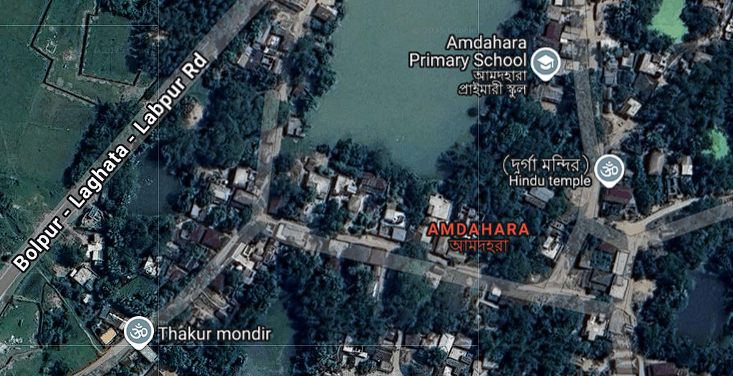 Amdahara
Primary School
আমদহারা
প্রাইমারী স্কুল
Bolpur - Laghata - Labpur Rd
(দুর্গা মন্দির)
Hindu temple
AMDAHARA
আমদহরা
Thakur mondir